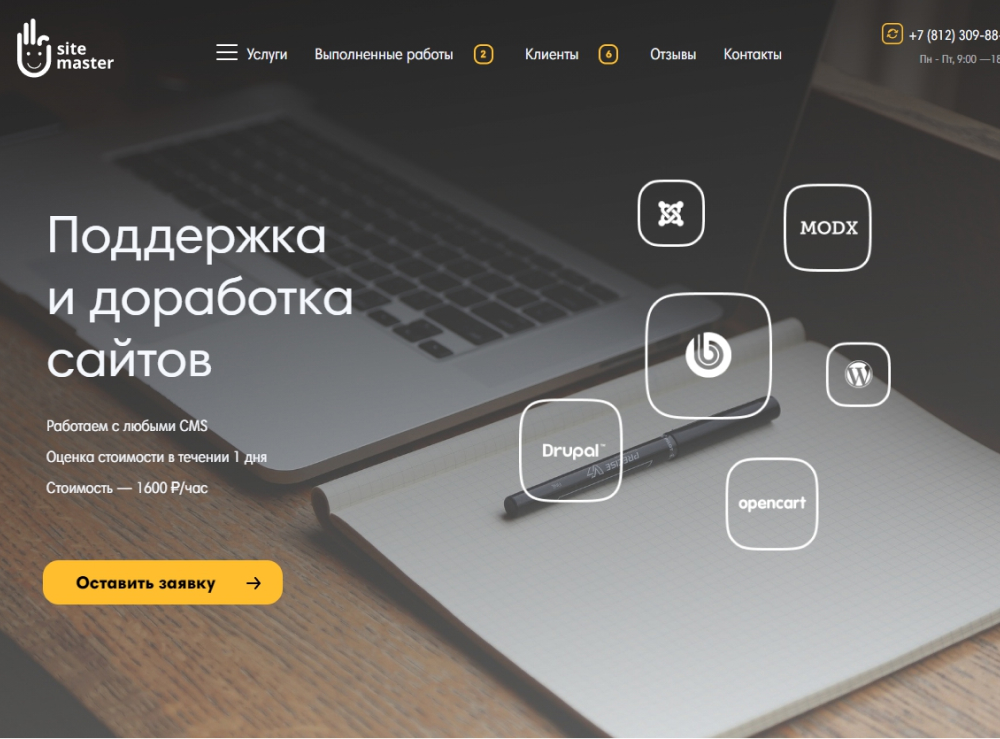 site
master
Услуги
Выполненные работы 2
Клиенты 6
Отзывы
Контакты
+7 (812) 309-88-
Пн - Пт, 9:00 —18
Поддержка
и доработка
сайтов
Работаем с любыми CMS
Оценка стоимости в течении 1 дня
Стоимость — 1600 ₽/час
Оставить заявку
MODX
Drupal™
PRECISE V7
opencart